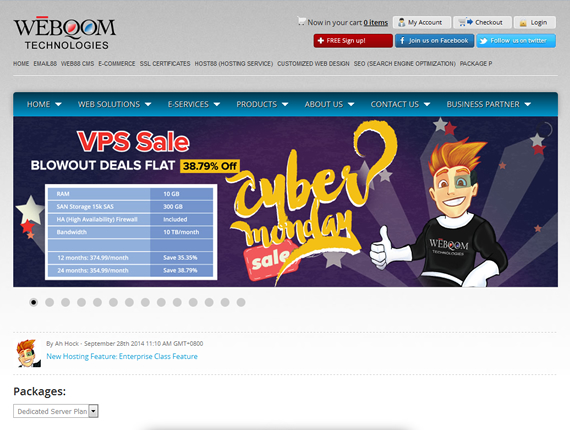 WEBQOM
TECHNOLOGIES
Now in your cart 0 items
My Account
Checkout
Login
FREE Sign up!
Join us on Facebook
Follow us on twitter
HOME EMAIL88 WEB88 CMS E-COMMERCE SSL CERTIFICATES HOST88 (HOSTING SERVICE) CUSTOMIZED WEB DESIGN SEO (SEARCH ENGINE OPTIMIZATION) PACKAGE P
HOME WEB SOLUTIONS E-SERVICES PRODUCTS ABOUT US CONTACT US BUSINESS PARTNER
VPS Sale
BLOWOUT DEALS FLAT 38.79% Off
RAM 10 GB
SAN Storage 15k SAS 300 GB
HA (High Availability) Firewall Included
Bandwidth 10 TB/month
12 months: 374.99/month Save 35.35%
24 months: 354.99/month Save 38.79%
cyber
monday
sale
WEBQOM
TECHNOLOGIES
By Ah Hock - September 28th 2014 11:10 AM GMT+0800
New Hosting Feature: Enterprise Class Feature
Packages:
Dedicated Server Plan